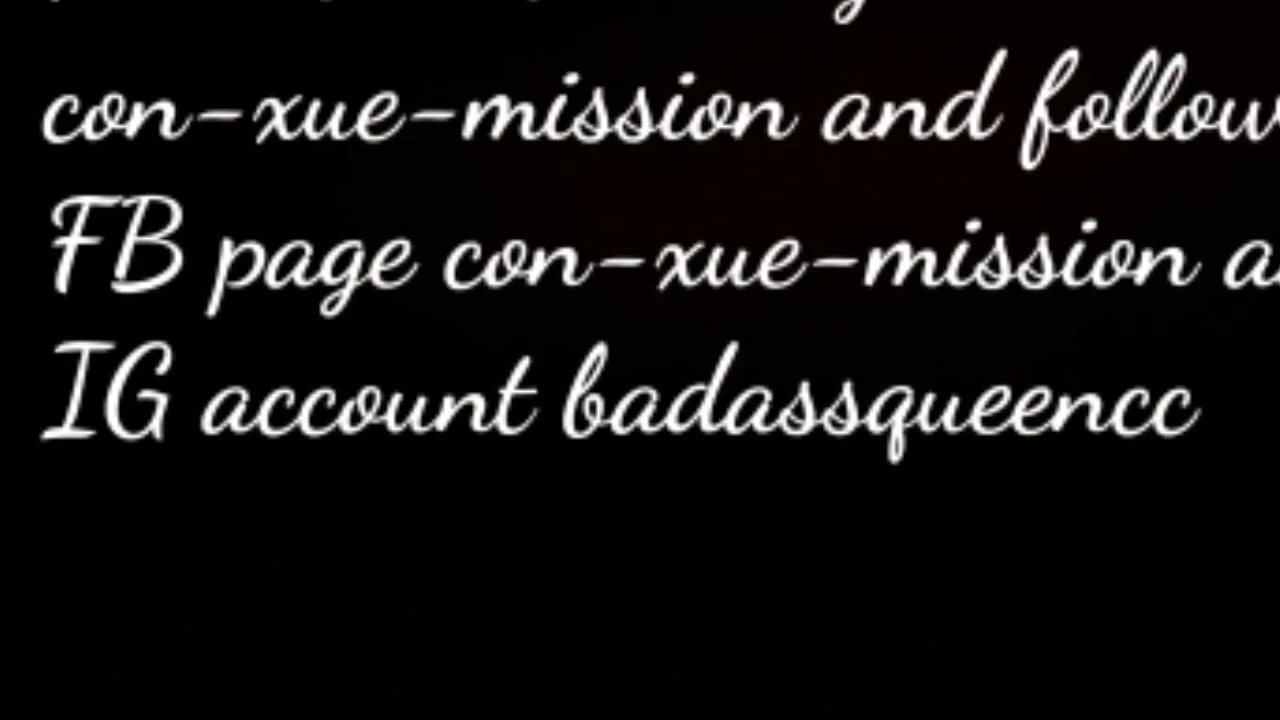 con-xue-mission and follow
FB page con-xue-mission
IG account badassqueencc